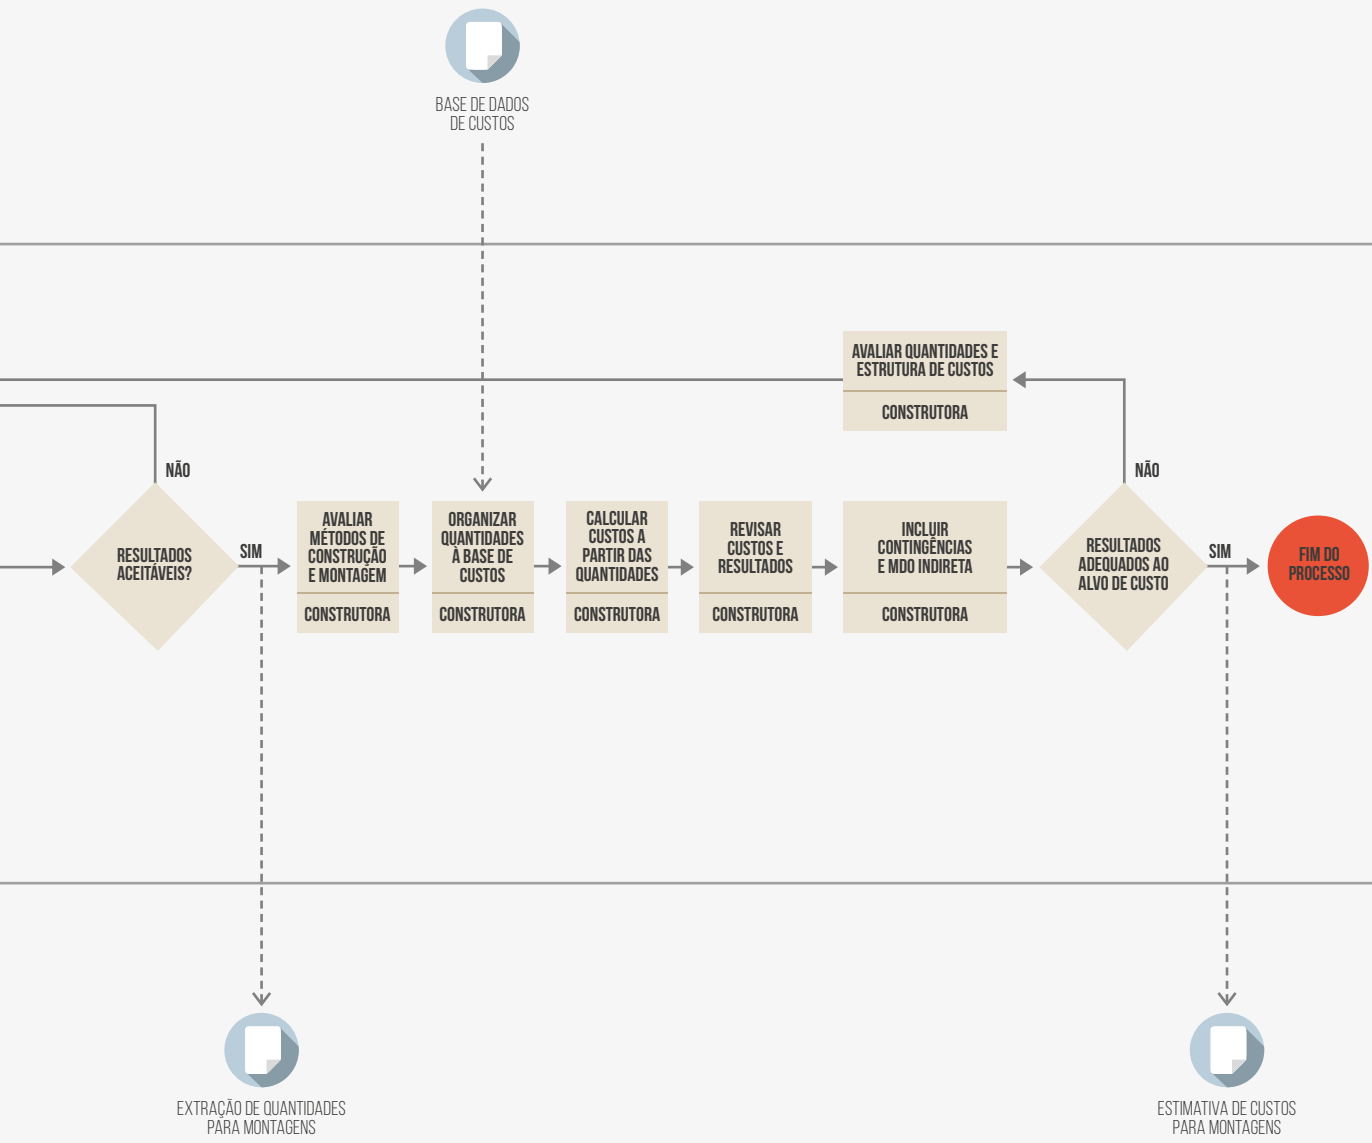 BASE DE DADOS
DE CUSTOS
AVALIAR QUANTIDADES E
ESTRUTURA DE CUSTOS
CONSTRUTORA
NÃO
NÃO
RESULTADOS
ACEITÁVEIS?
SIM
AVALIAR
MÉTODOS DE
CONSTRUÇÃO
E MONTAGEM
CONSTRUTORA
ORGANIZAR
QUANTIDADES
À BASE DE
CUSTOS
CONSTRUTORA
CALCULAR
CUSTOS A
PARTIR DAS
QUANTIDADES
CONSTRUTORA
REVISAR
CUSTOS E
RESULTADOS
CONSTRUTORA
INCLUIR
CONTINGÊNCIAS
E MDO INDIRETA
CONSTRUTORA
RESULTADOS
ADEQUADOS AO
ALVO DE CUSTO
SIM
FIM DO
PROCESSO
EXTRAÇÃO DE QUANTIDADES
PARA MONTAGENS
ESTIMATIVA DE CUSTOS
PARA MONTAGENS